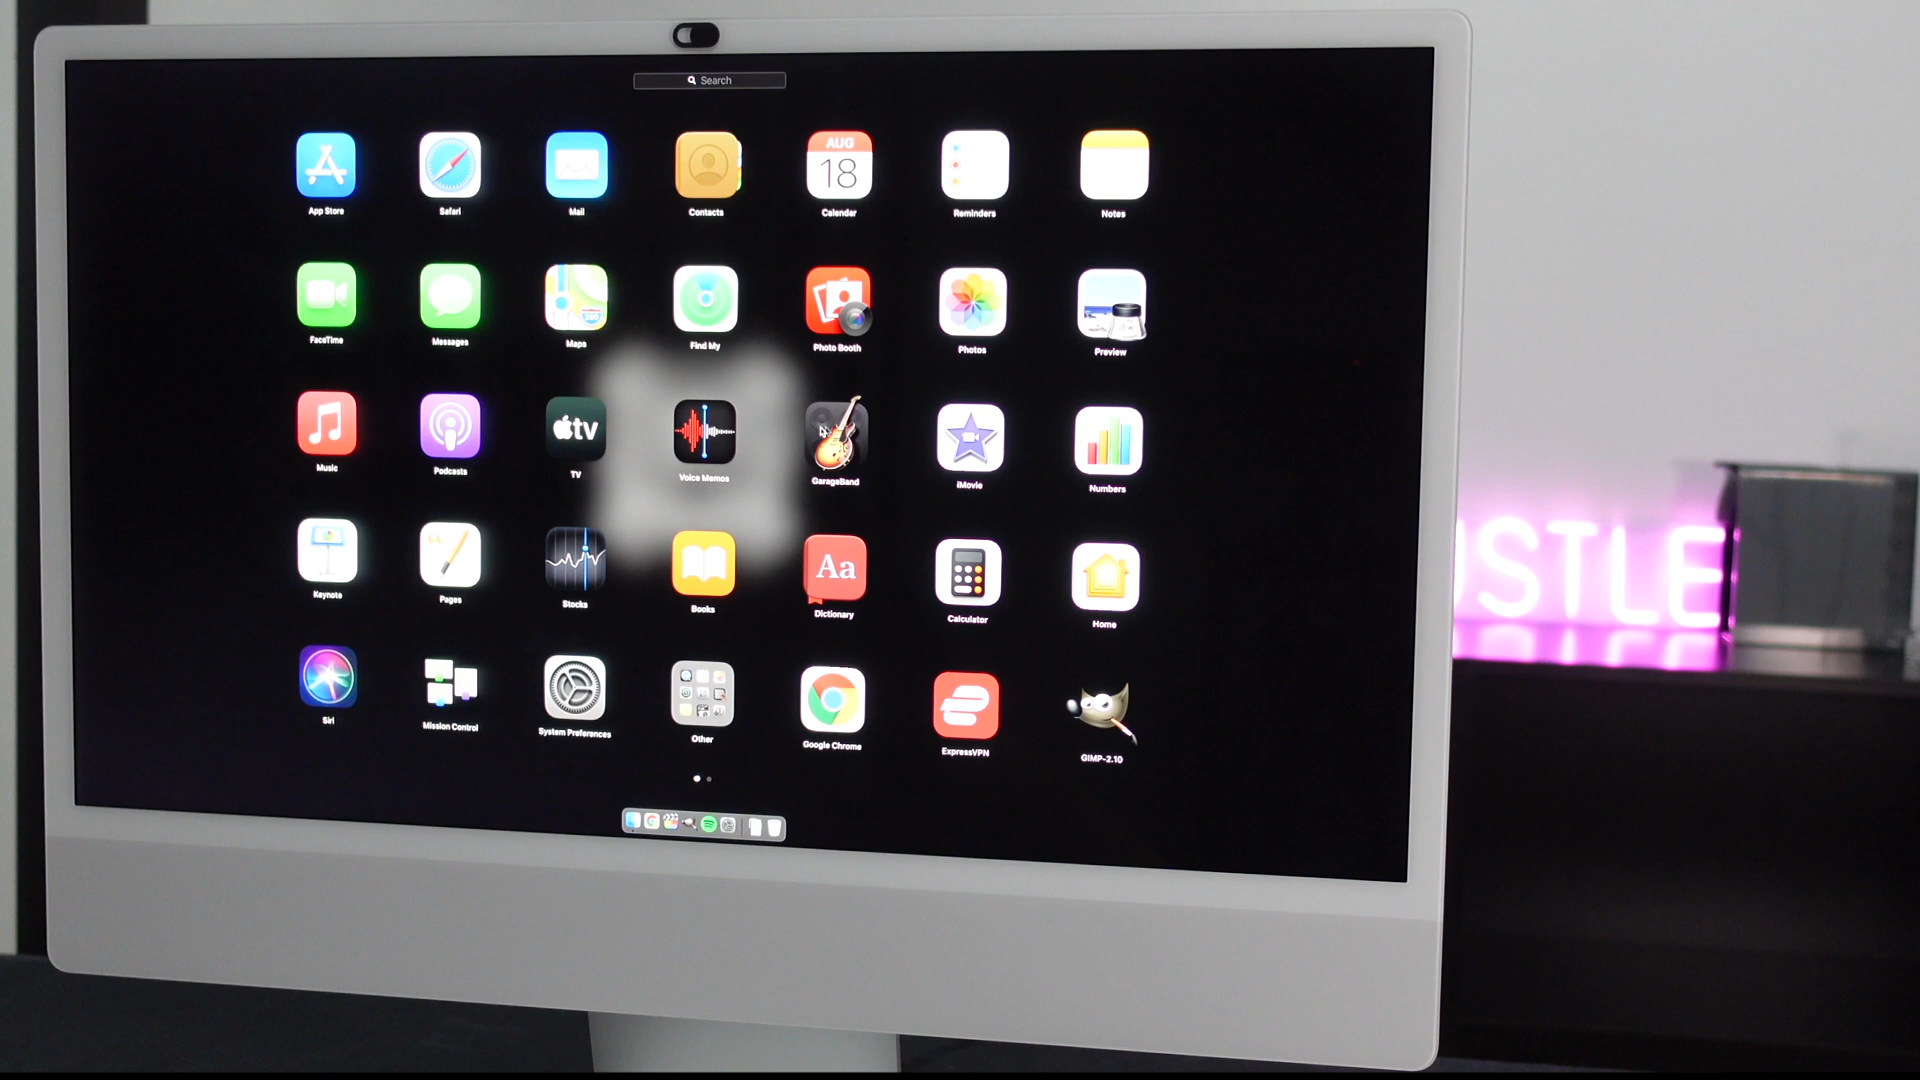 Search
App Store
Safari
Mail
Contacts
AUG
18
Calendar
Reminders
Notes
FaceTime
Messages
280
Maps
Find My
Photo Booth
Photos
Preview
Music
Podcasts
tv
TV
Voice Memos
GarageBand
iMovie
Numbers
Keynote
Pages
Stocks
Books
Aa
Dictionary
Calculator
Home
Siri
Mission Control
System Preferences
Other
Google Chrome
ExpressVPN
GIMP-2.10
USTLE